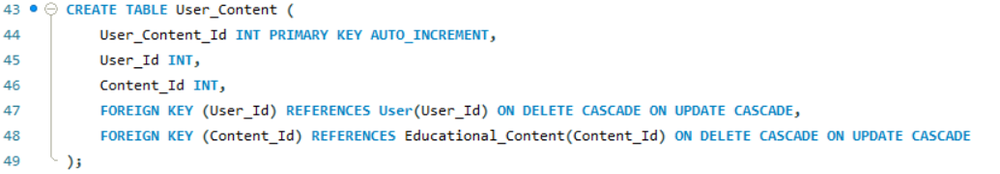 43 CREATE TABLE User_Content (
44 User_Content_Id INT PRIMARY KEY AUTO_INCREMENT,
45 User_Id INT,
46 Content_Id INT,
47 FOREIGN KEY (User_Id) REFERENCES User(User_Id) ON DELETE CASCADE ON UPDATE CASCADE,
48 FOREIGN KEY (Content_Id) REFERENCES Educational_Content(Content_Id) ON DELETE CASCADE ON UPDATE CASCADE
49 );